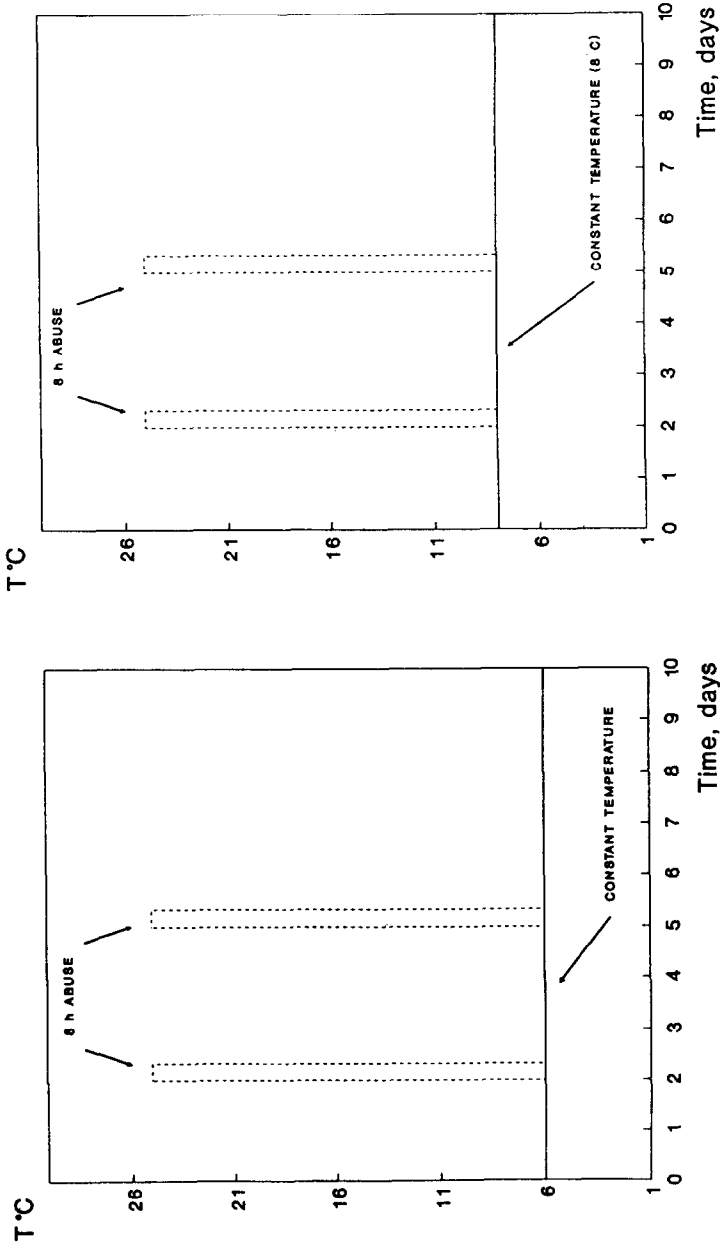 T°C
26
21
16
11
6
1
8 h ABUSE
CONSTANT TEMPERATURE
0 1 2 3 4 5 6 7 8 9 10
Time, days
T°C
26
21
16
11
6
1
8 h ABUSE
CONSTANT TEMPERATURE (8 C)
0 1 2 3 4 5 6 7 8 9 10
Time, days